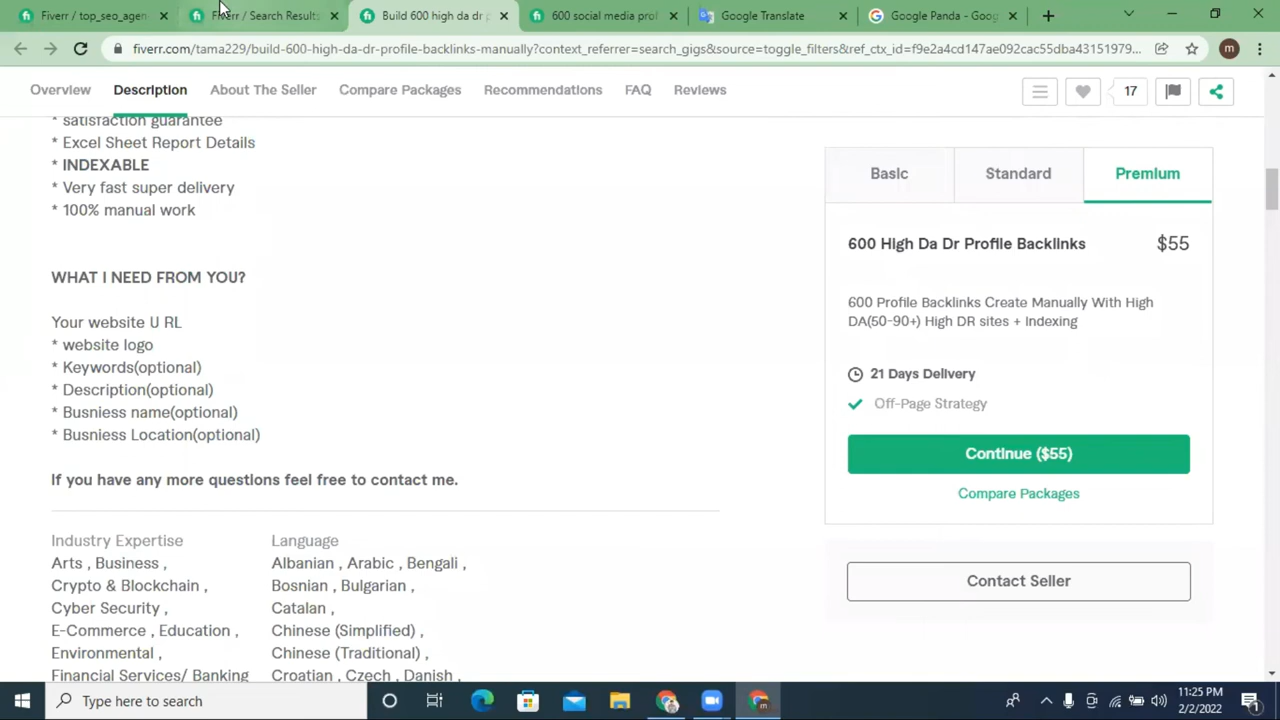 Fiverr / top_seo_agen
Fiverr / Search Results
Build 600 high da dr p
600 social media prof
Google Translate
Google Panda - Goog
fiverr.com/tama229/build-600-high-da-dr-profile-backlinks-manually?context_referrer=search_gigs&source=toggle_filters&ref_ctx_id=f9e2a4cd147ae092cac55dba43151979...
m
Overview
Description
About The Seller
Compare Packages
Recommendations
FAQ
Reviews
17
* satisfaction guarantee
* Excel Sheet Report Details
* INDEXABLE
* Very fast super delivery
* 100% manual work
WHAT I NEED FROM YOU?
Your website U RL
* website logo
* Keywords(optional)
* Description(optional)
* Busniess name(optional)
* Busniess Location(optional)
If you have any more questions feel free to contact me.
Industry Expertise
Arts , Business ,
Crypto & Blockchain ,
Cyber Security ,
E-Commerce , Education ,
Environmental ,
Financial Services/ Banking
Language
Albanian , Arabic , Bengali ,
Bosnian , Bulgarian ,
Catalan ,
Chinese (Simplified) ,
Chinese (Traditional) ,
Croatian , Czech , Danish ,
Basic
Standard
Premium
600 High Da Dr Profile Backlinks
$55
600 Profile Backlinks Create Manually With High
DA(50-90+) High DR sites + Indexing
21 Days Delivery
Off-Page Strategy
Continue ($55)
Compare Packages
Contact Seller
Type here to search
11:25 PM
2/2/2022
1